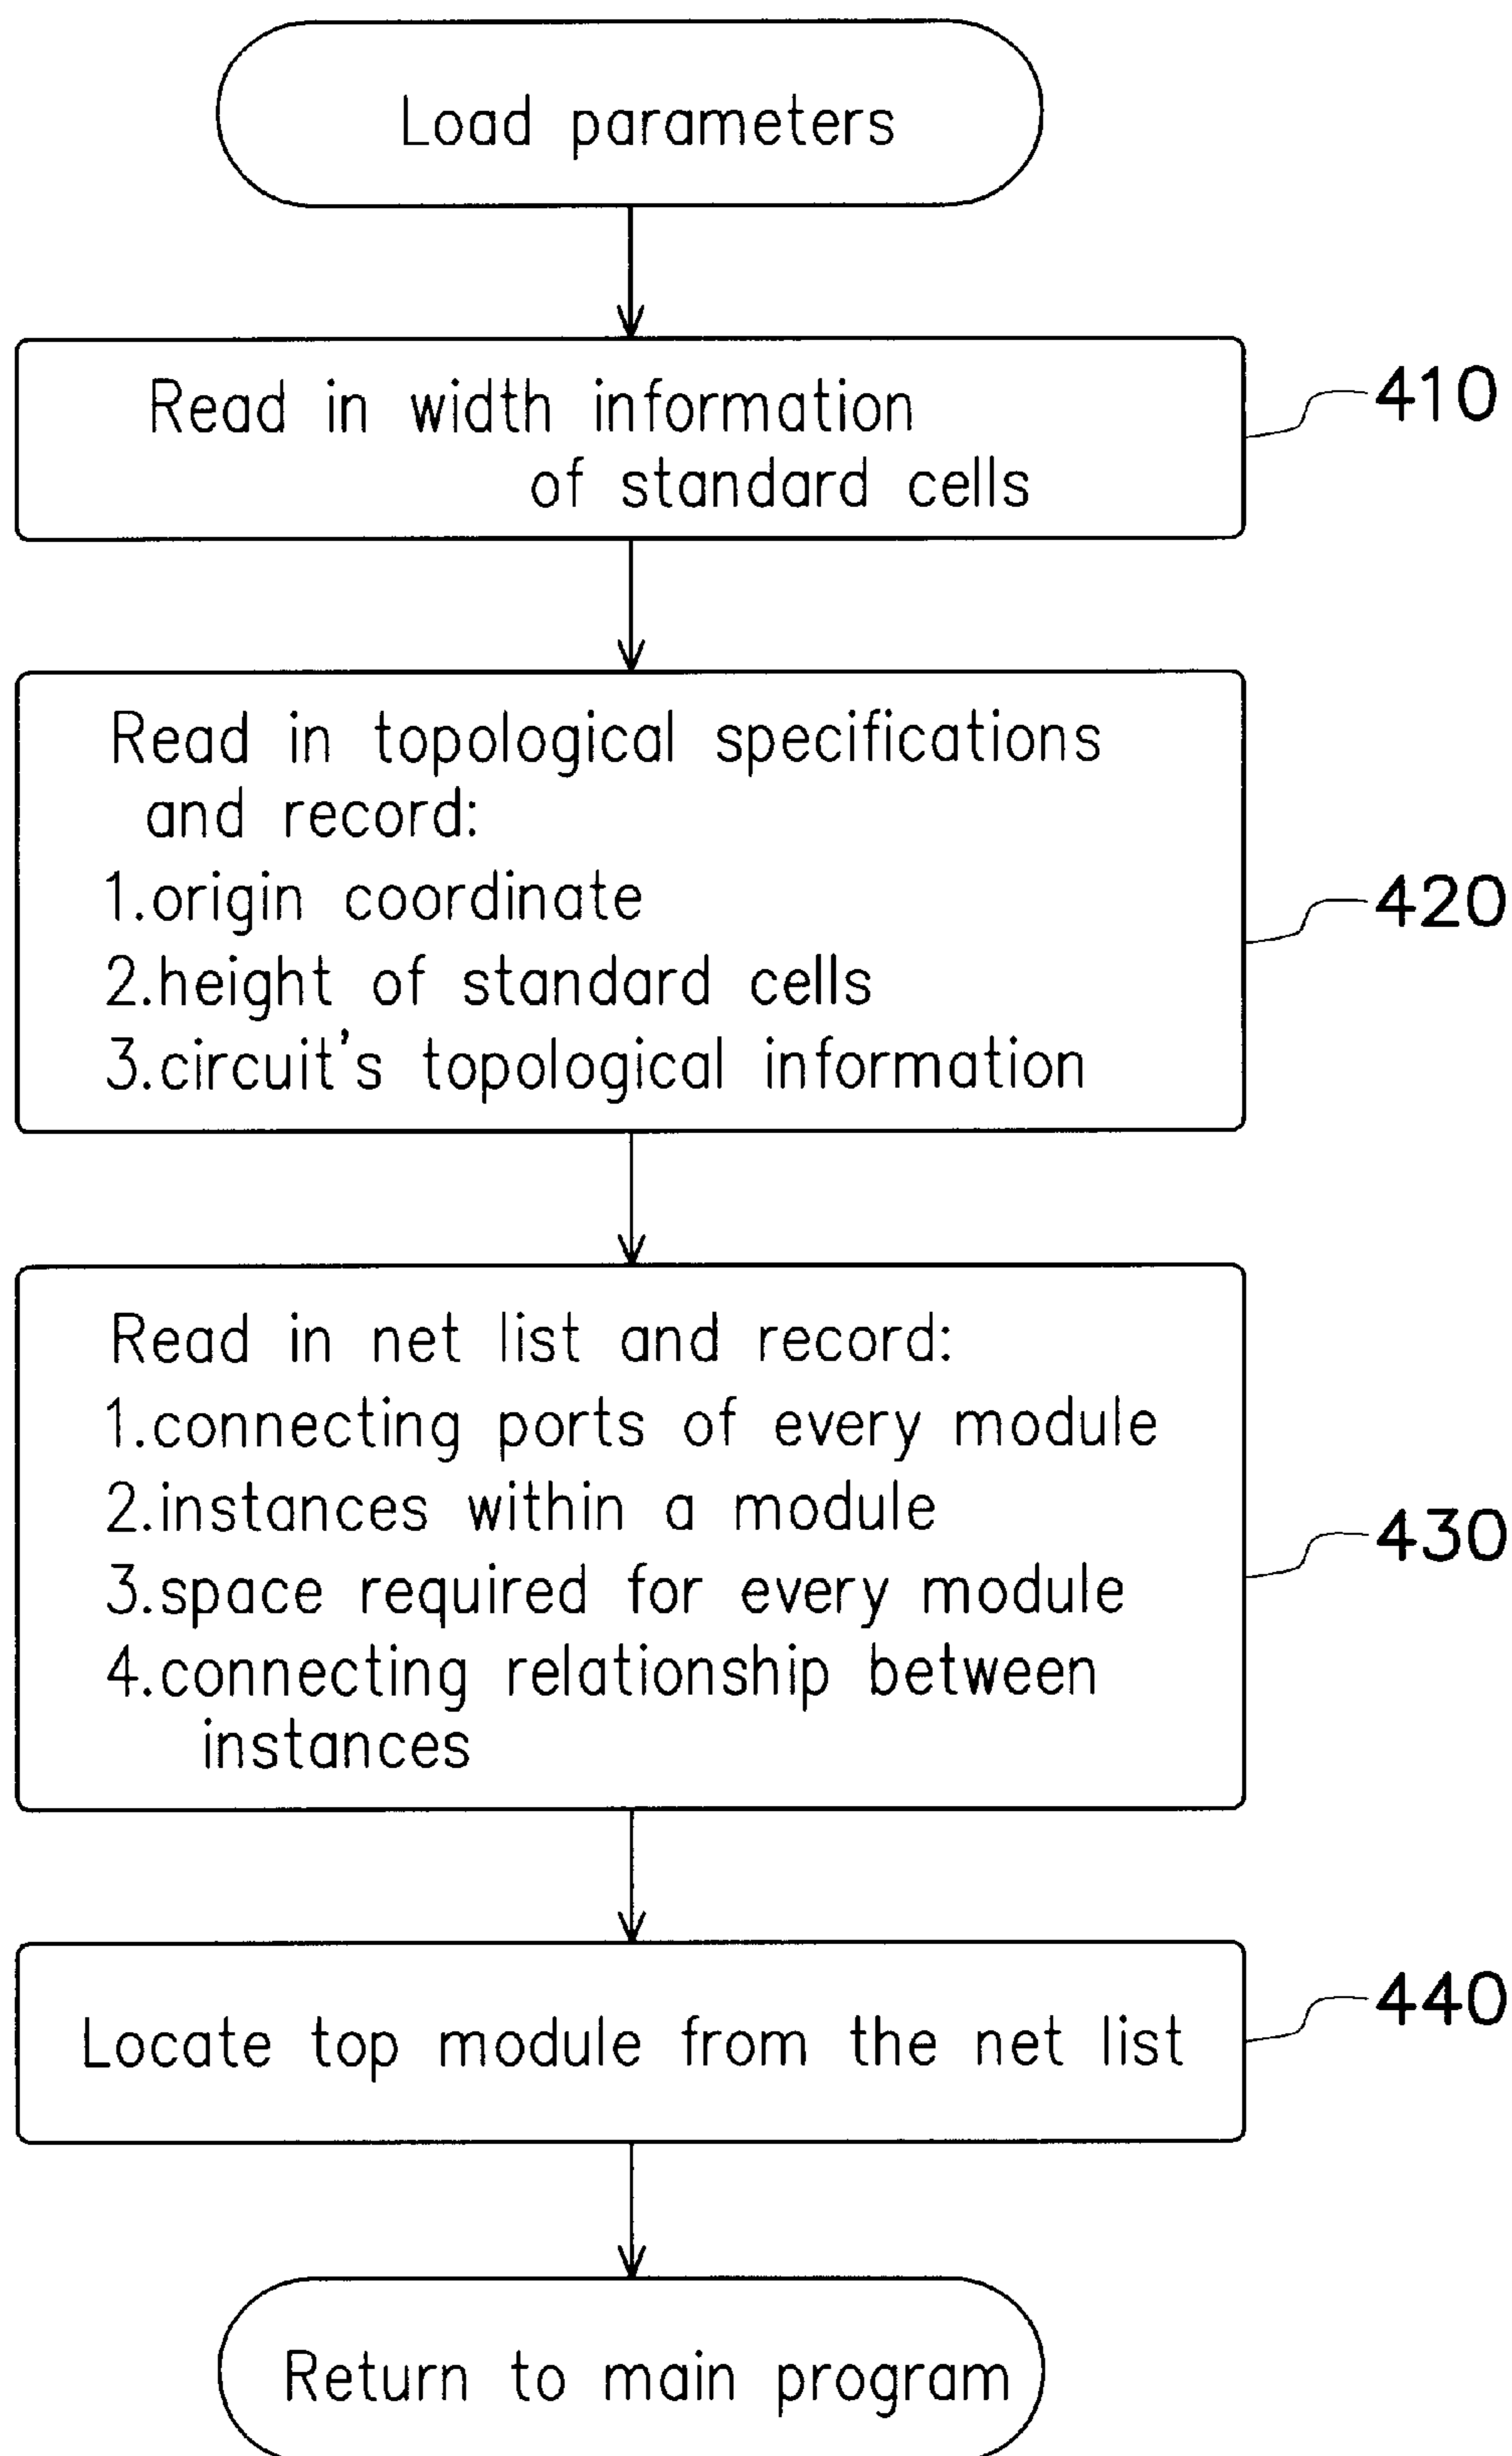 Load parameters
Read in width information
of standard cells
410
Read in topological specifications
and record:
1.origin coordinate
2.height of standard cells
3.circuit's topological information
420
Read in net list and record:
1.connecting ports of every module
2.instances within a module
3.space required for every module
4.connecting relationship between
instances
430
Locate top module from the net list
440
Return to main program